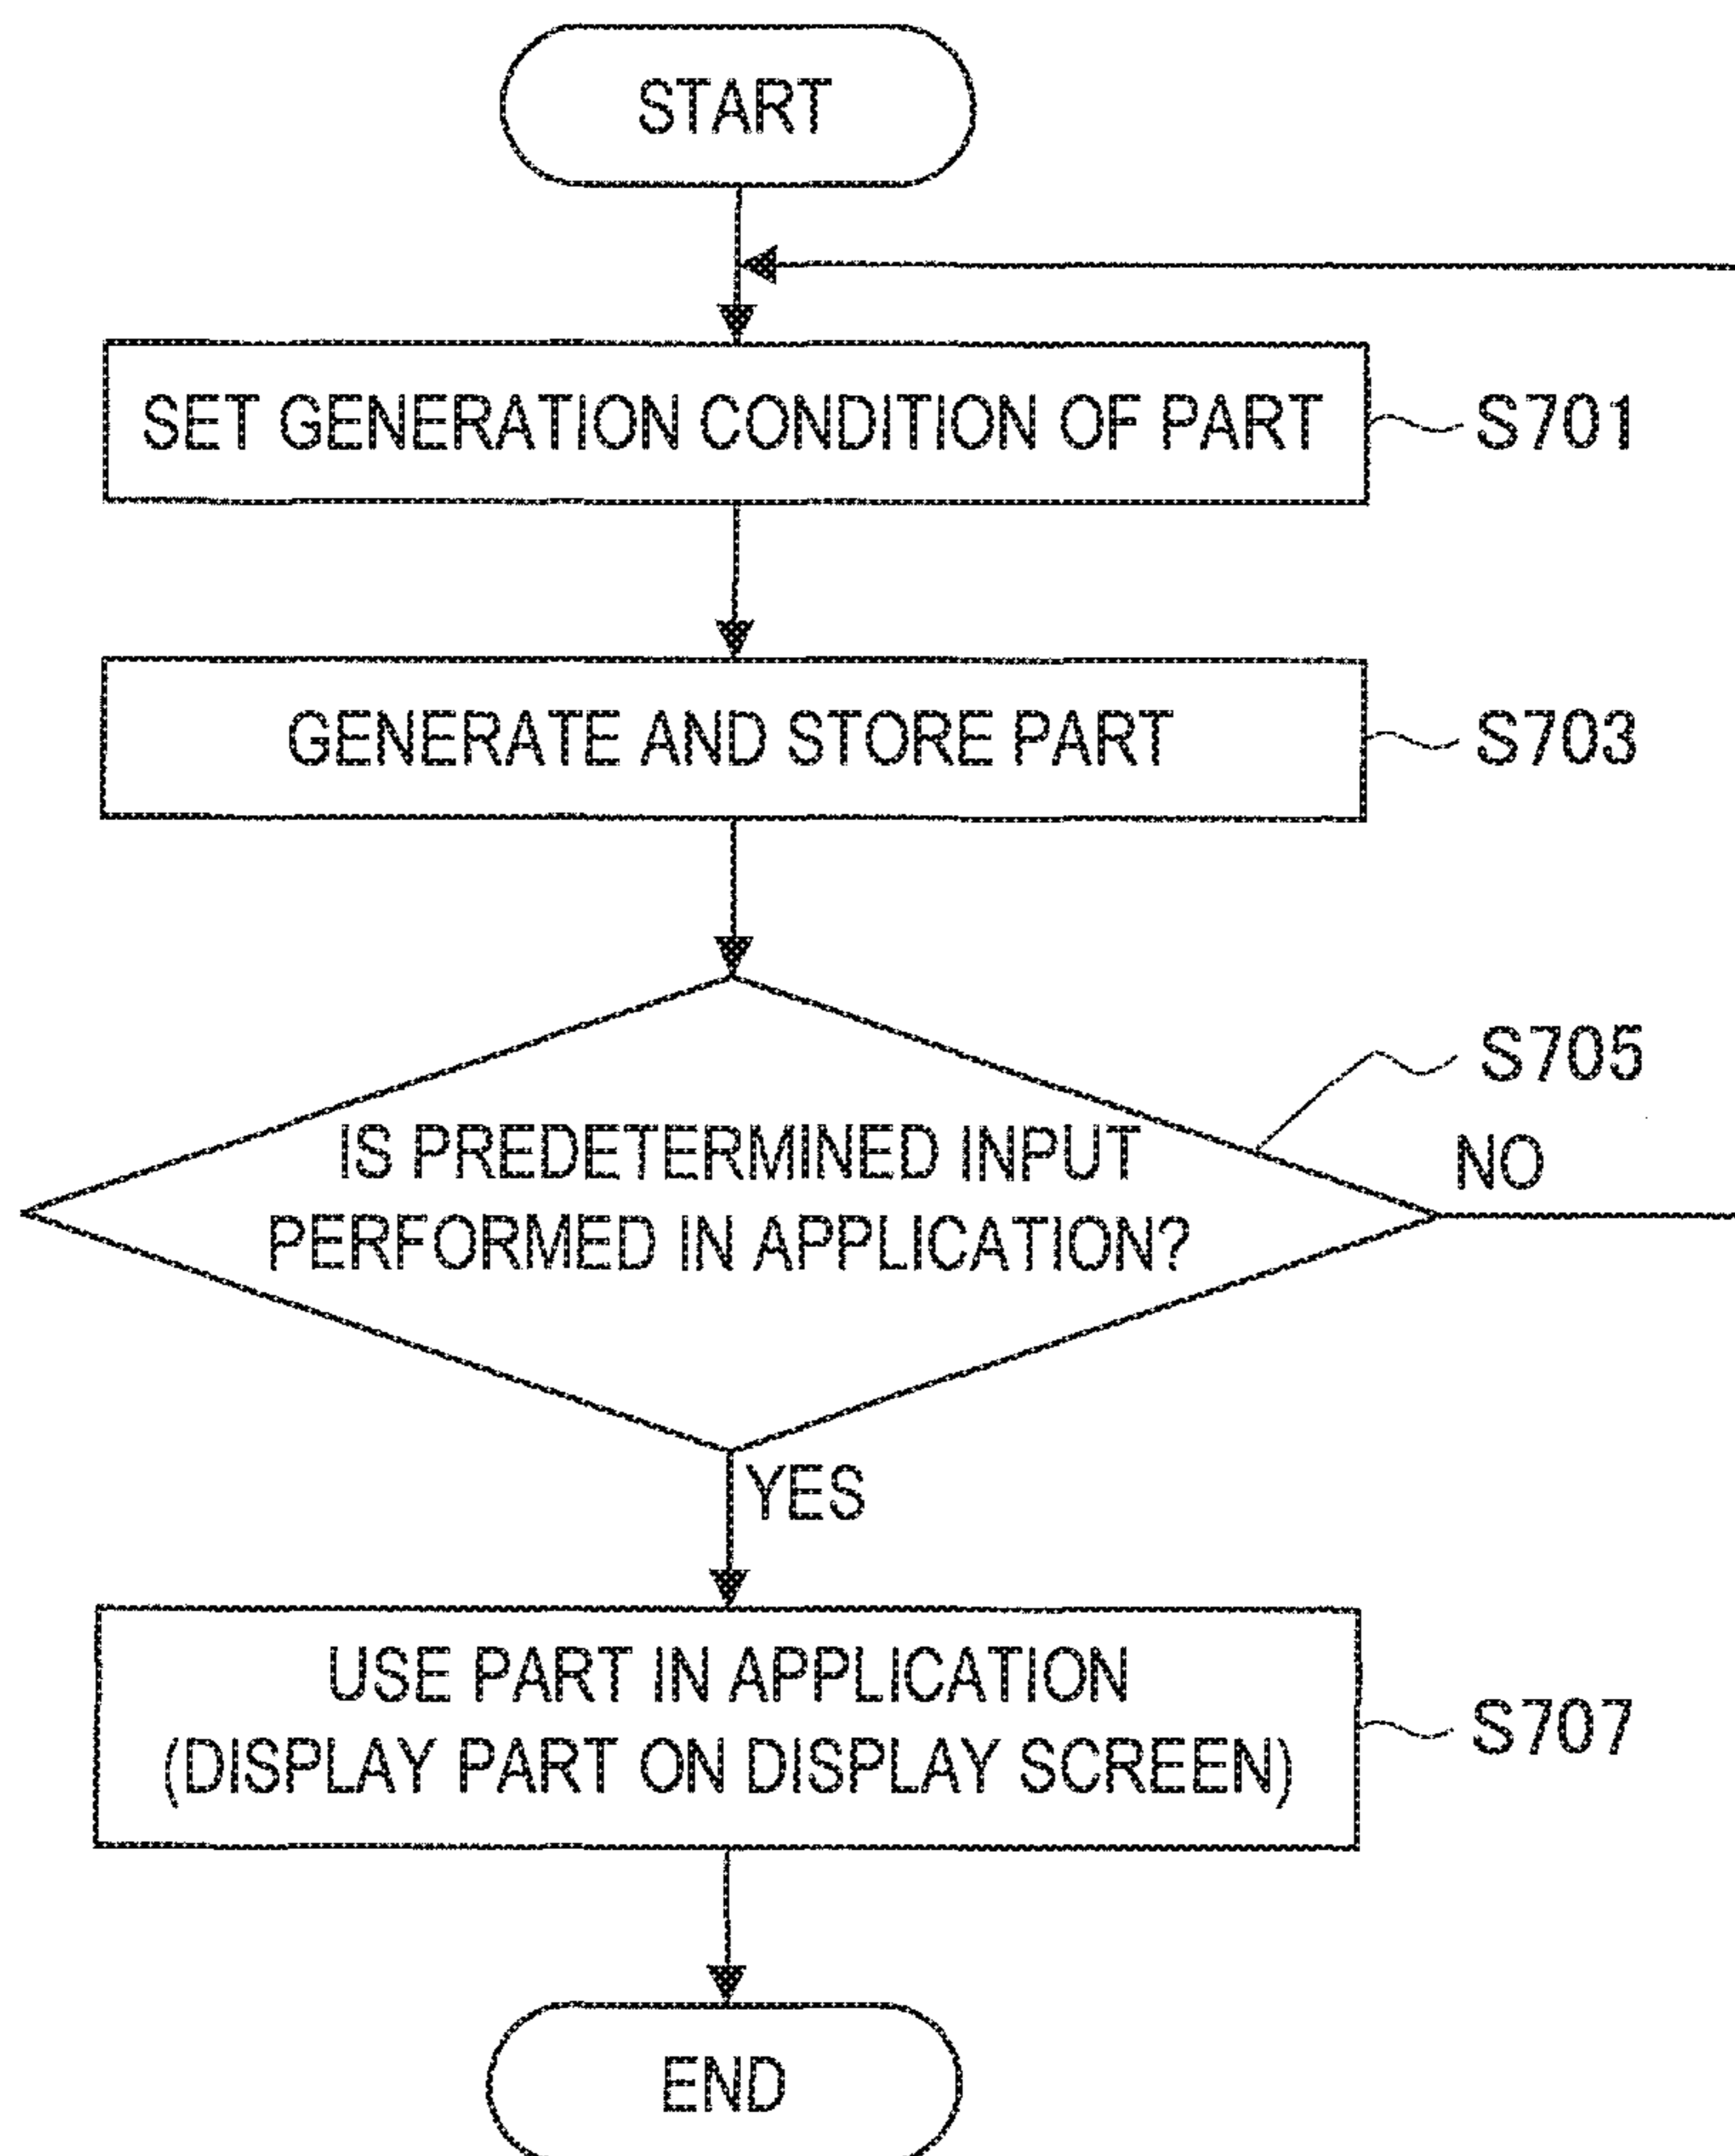 START
SET GENERATION CONDITION OF PART
S701
GENERATE AND STORE PART
S703
S705
IS PREDETERMINED INPUT
PERFORMED IN APPLICATION?
NO
YES
USE PART IN APPLICATION
(DISPLAY PART ON DISPLAY SCREEN)
S707
END